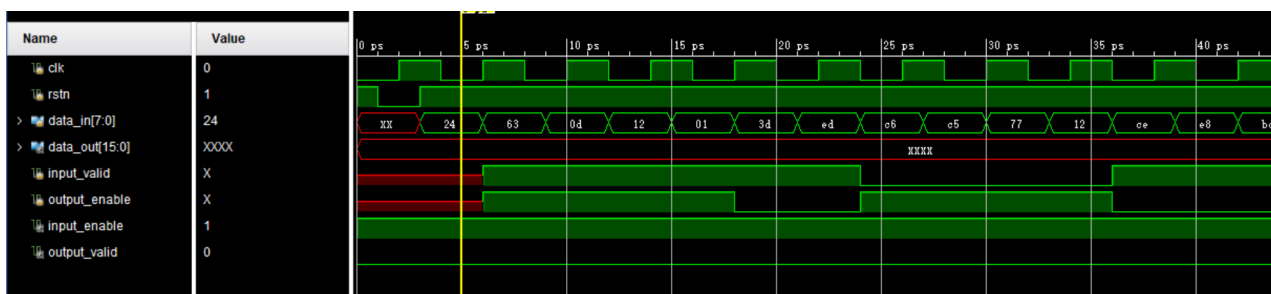 Name Value
0 ps 5 ps 10 ps 15 ps 20 ps 25 ps 30 ps 35 ps 40 ps
clk 0
rstn 1
> data_in[7:0] 24 XX 24 63 0d 12 01 3d ed c6 c5 77 12 ce e8
> data_out[15:0] XXXX XXXX
input_valid X
output_enable X
input_enable 1
output_valid 0